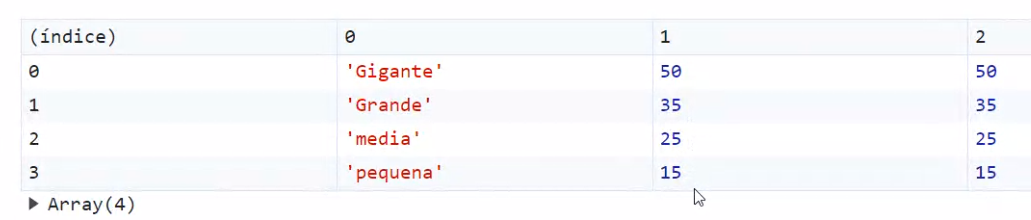 (índice) 0 1 2
0 'Gigante' 50 50
1 'Grande' 35 35
2 'media' 25 25
3 'pequena' 15 15
▶ Array(4)